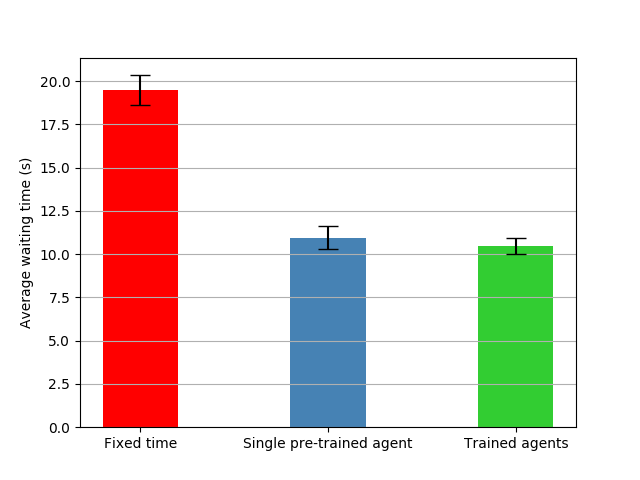 20.0
17.5
15.0
12.5
10.0
7.5
5.0
2.5
0.0
Average waiting time (s)
Fixed time
Single pre-trained agent
Trained agents